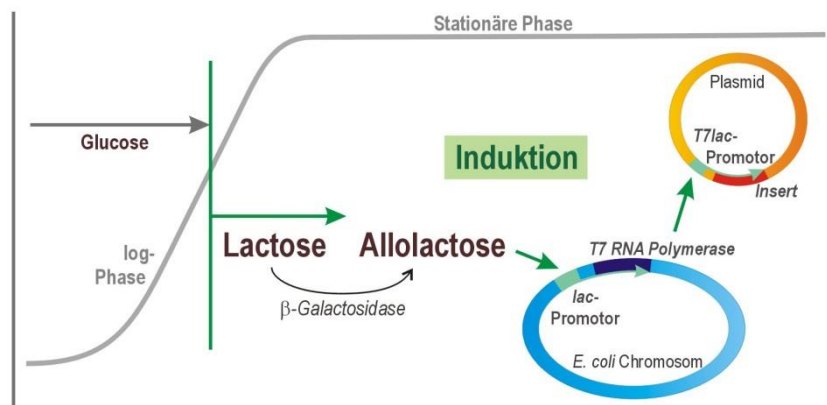 Stationäre Phase
Glucose
log-
Phase
Induktion
Lactose
Allolactose
β-Galactosidase
Plasmid
T7lac-
Promotor
Insert
T7 RNA Polymerase
lac-
Promotor
E. coli Chromosom